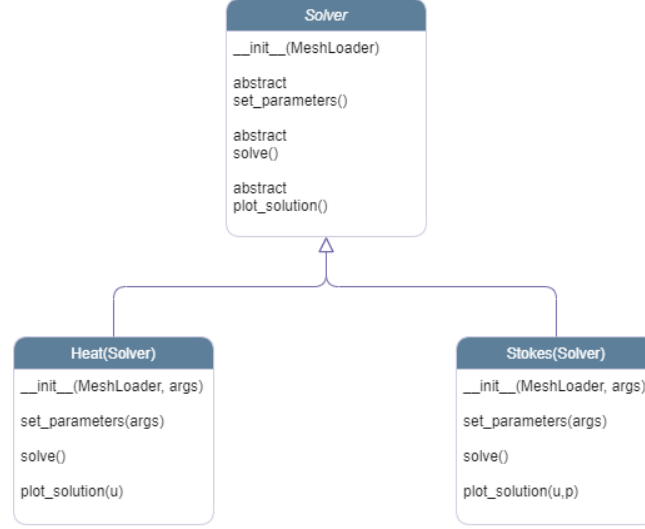 Solver
__init__(MeshLoader)
abstract
set_parameters()
abstract
solve()
abstract
plot_solution()
Heat(Solver)
__init__(MeshLoader, args)
set_parameters(args)
solve()
plot_solution(u)
Stokes(Solver)
__init__(MeshLoader, args)
set_parameters(args)
solve()
plot_solution(u,p)